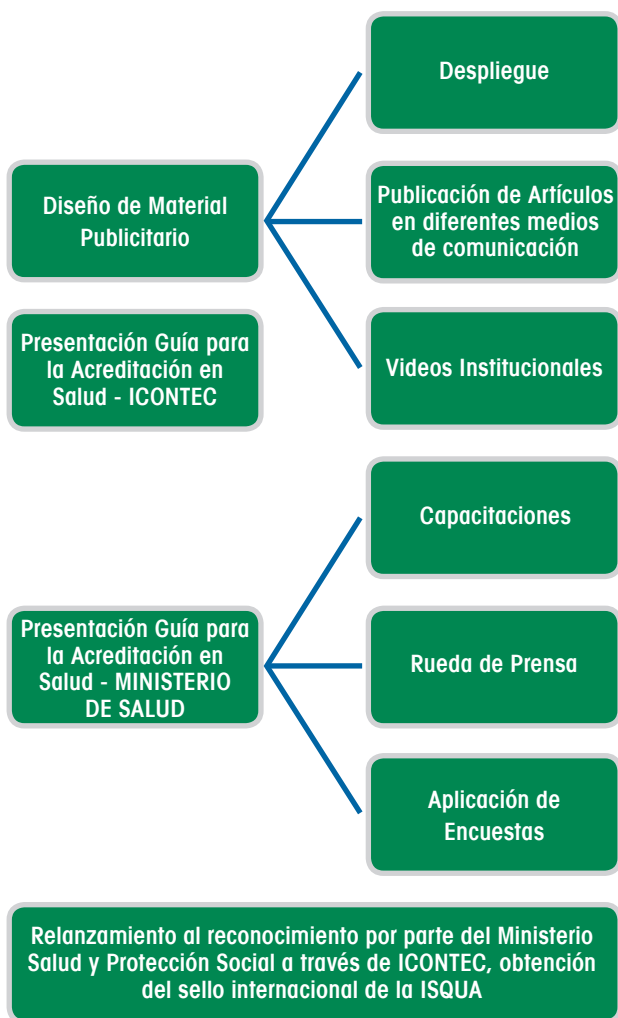 Despliegue
Diseño de Material
Publicitario
Publicación de Artículos
en diferentes medios
de comunicación
Presentación Guía para
la Acreditación en
Salud - ICONTEC
Videos Institucionales
Capacitaciones
Presentación Guía para
la Acreditación en
Salud - MINISTERIO
DE SALUD
Rueda de Prensa
Aplicación de
Encuestas
Relanzamiento al reconocimiento por parte del Ministerio
Salud y Protección Social a través de ICONTEC, obtención
del sello internacional de la ISQUA